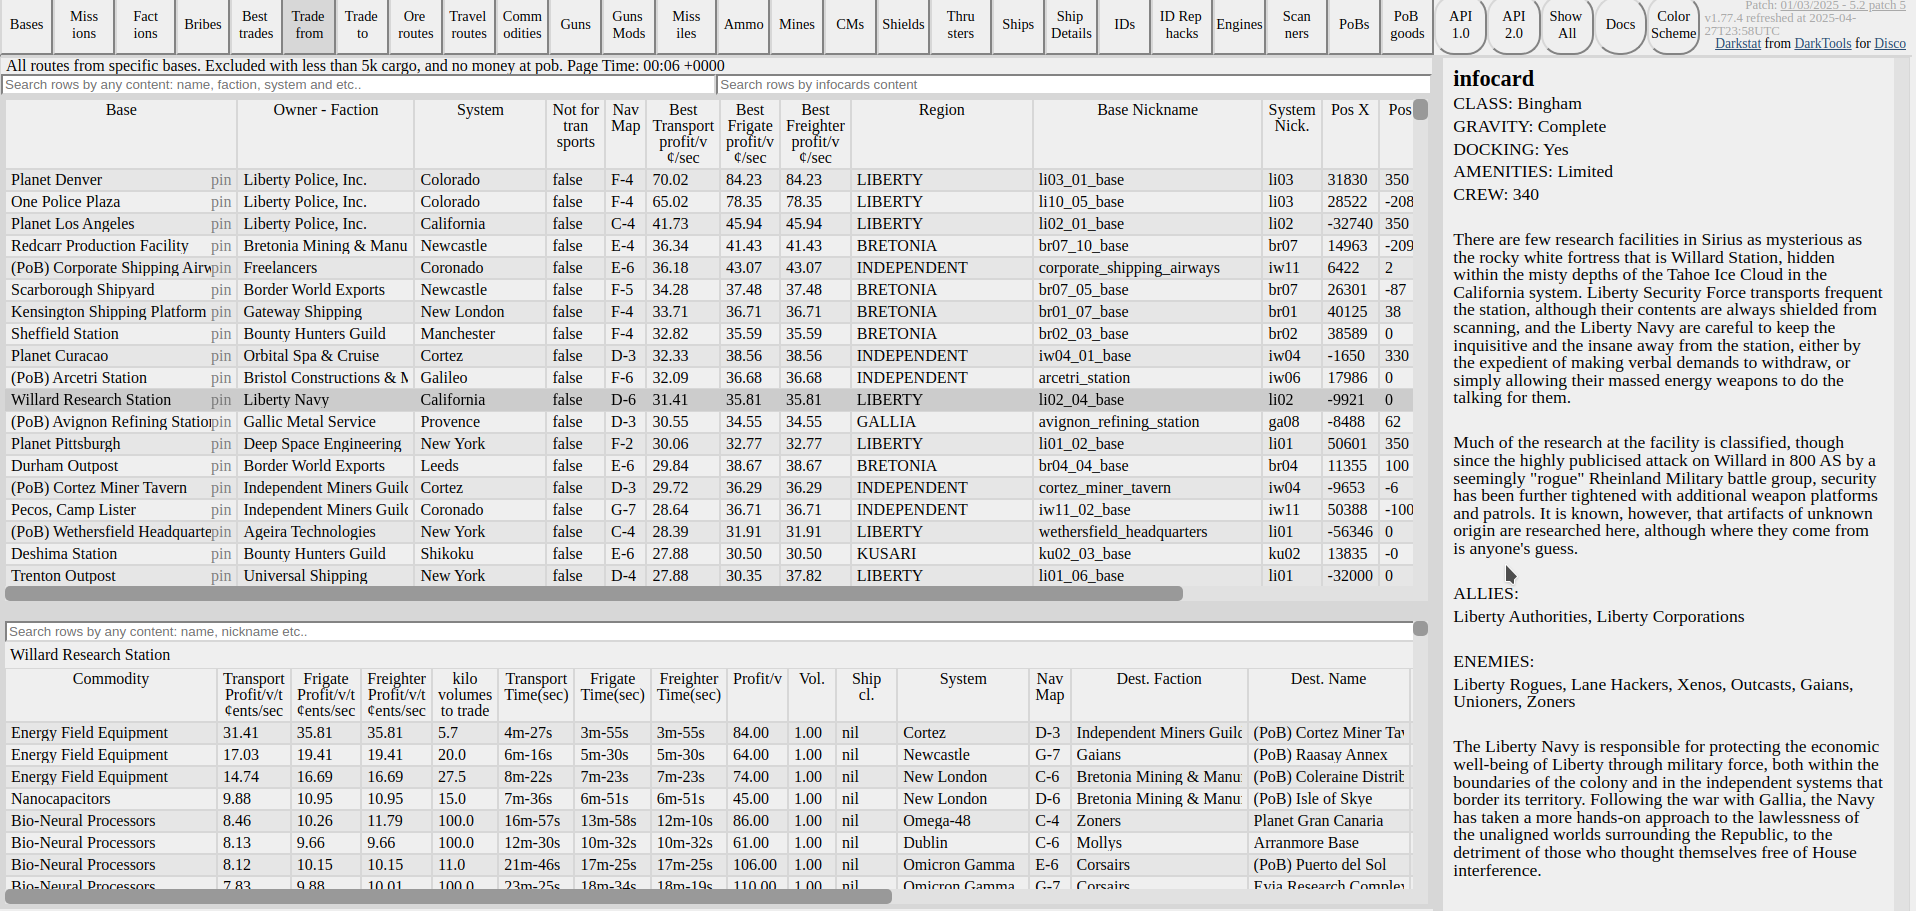 Bases Miss ions Fact ions Bribes Best trades Trade from Trade to Ore routes Travel routes Comm odities Guns Guns Mods Miss iles Ammo Mines CMs Shields Thru sters Ships Ship Details IDs ID Rep hacks Engines Scan ners PoBs PoB goods API 1.0 API 2.0 Show All Docs Color Scheme
Patch: 01/03/2025 - 5.2 patch 5
v1.77.4 refreshed at 2025-04-
27T23:58UTC
Darkstat from DarkTools for Disco
All routes from specific bases. Excluded with less than 5k cargo, and no money at pob. Page Time: 00:06 +0000
Search rows by any content: name, faction, system and etc.. Search rows by infocards content
Base Owner - Faction System Not for tran sports Nav Map Best Transport profit/v ¢/sec Best Frigate profit/v ¢/sec Best Freighter profit/v ¢/sec Region Base Nickname System Nick. Pos X Pos
Planet Denver pin Liberty Police, Inc. Colorado false F-4 70.02 84.23 84.23 LIBERTY li03_01_base li03 31830 350
One Police Plaza pin Liberty Police, Inc. Colorado false F-4 65.02 78.35 78.35 LIBERTY li10_05_base li03 28522 -208
Planet Los Angeles pin Liberty Police, Inc. California false C-4 41.73 45.94 45.94 LIBERTY li02_01_base li02 -32740 350
Redcarr Production Facility pin Bretonia Mining & Manu Newcastle false E-4 36.34 41.43 41.43 BRETONIA br07_10_base br07 14963 -209
(PoB) Corporate Shipping Airw pin Freelancers Coronado false E-6 36.18 43.07 43.07 INDEPENDENT corporate_shipping_airways iw11 6422 2
Scarborough Shipyard pin Border World Exports Newcastle false F-5 34.28 37.48 37.48 BRETONIA br07_05_base br07 26301 -87
Kensington Shipping Platform pin Gateway Shipping New London false F-4 33.71 36.71 36.71 BRETONIA br01_07_base br01 40125 38
Sheffield Station pin Bounty Hunters Guild Manchester false F-4 32.82 35.59 35.59 BRETONIA br02_03_base br02 38589 0
Planet Curacao pin Orbital Spa & Cruise Cortez false D-3 32.33 38.56 38.56 INDEPENDENT iw04_01_base iw04 -1650 330
(PoB) Arcetri Station pin Bristol Constructions & M Galileo false F-6 32.09 36.68 36.68 INDEPENDENT arcetri_station iw06 17986 0
Willard Research Station pin Liberty Navy California false D-6 31.41 35.81 35.81 LIBERTY li02_04_base li02 -9921 0
(PoB) Avignon Refining Station pin Gallic Metal Service Provence false D-3 30.55 34.55 34.55 GALLIA avignon_refining_station ga08 -8488 62
Planet Pittsburgh pin Deep Space Engineering New York false F-2 30.06 32.77 32.77 LIBERTY li01_02_base li01 50601 350
Durham Outpost pin Border World Exports Leeds false E-6 29.84 38.67 38.67 BRETONIA br04_04_base br04 11355 100
(PoB) Cortez Miner Tavern pin Independent Miners Guild Cortez false D-3 29.72 36.29 36.29 INDEPENDENT cortez_miner_tavern iw04 -9653 -6
Pecos, Camp Lister pin Independent Miners Guild Coronado false G-7 28.64 36.71 36.71 INDEPENDENT iw11_02_base iw11 50388 -100
(PoB) Wethersfield Headquarte pin Ageira Technologies New York false C-4 28.39 31.91 31.91 LIBERTY wethersfield_headquarters li01 -56346 0
Deshima Station pin Bounty Hunters Guild Shikoku false E-6 27.88 30.50 30.50 KUSARI ku02_03_base ku02 13835 -0
Trenton Outpost pin Universal Shipping New York false D-4 27.88 30.35 37.82 LIBERTY li01_06_base li01 -32000 0
Search rows by any content: name, nickname etc..
Willard Research Station
Commodity Transport Profit/v/t ¢ents/sec Frigate Profit/v/t ¢ents/sec Freighter Profit/v/t ¢ents/sec kilo volumes to trade Transport Time(sec) Frigate Time(sec) Freighter Time(sec) Profit/v Vol. Ship cl. System Nav Map Dest. Faction Dest. Name
Energy Field Equipment 31.41 35.81 35.81 5.7 4m-27s 3m-55s 3m-55s 84.00 1.00 nil Cortez D-3 Independent Miners Guild (PoB) Cortez Miner Tav
Energy Field Equipment 17.03 19.41 19.41 20.0 6m-16s 5m-30s 5m-30s 64.00 1.00 nil Newcastle G-7 Gaians (PoB) Raasay Annex
Energy Field Equipment 14.74 16.69 16.69 27.5 8m-22s 7m-23s 7m-23s 74.00 1.00 nil New London C-6 Bretonia Mining & Manu (PoB) Coleraine Distrib
Nanocapacitors 9.88 10.95 10.95 15.0 7m-36s 6m-51s 6m-51s 45.00 1.00 nil New London D-6 Bretonia Mining & Manu (PoB) Isle of Skye
Bio-Neural Processors 8.46 10.26 11.79 100.0 16m-57s 13m-58s 12m-10s 86.00 1.00 nil Omega-48 C-4 Zoners Planet Gran Canaria
Bio-Neural Processors 8.13 9.66 9.66 100.0 12m-30s 10m-32s 10m-32s 61.00 1.00 nil Dublin C-6 Mollys Arranmore Base
Bio-Neural Processors 8.12 10.15 10.15 11.0 21m-46s 17m-25s 17m-25s 106.00 1.00 nil Omicron Gamma E-6 Corsairs (PoB) Puerto del Sol
Bio-Neural Processors 7.83 9.88 10.01 100.0 23m-25s 18m-34s 18m-19s 110.00 1.00 nil Omicron Gamma G-7 Corsairs Evia Research Complex
infocard
CLASS: Bingham
GRAVITY: Complete
DOCKING: Yes
AMENITIES: Limited
CREW: 340
There are few research facilities in Sirius as mysterious as
the rocky white fortress that is Willard Station, hidden
within the misty depths of the Tahoe Ice Cloud in the
California system. Liberty Security Force transports frequent
the station, although their contents are always shielded from
scanning, and the Liberty Navy are careful to keep the
inquisitive and the insane away from the station, either by
the expedient of making verbal demands to withdraw, or
simply allowing their massed energy weapons to do the
talking for them.
Much of the research at the facility is classified, though
since the highly publicised attack on Willard in 800 AS by a
seemingly "rogue" Rheinland Military battle group, security
has been further tightened with additional weapon platforms
and patrols. It is known, however, that artifacts of unknown
origin are researched here, although where they come from
is anyone's guess.
ALLIES:
Liberty Authorities, Liberty Corporations
ENEMIES:
Liberty Rogues, Lane Hackers, Xenos, Outcasts, Gaians,
Unioners, Zoners
The Liberty Navy is responsible for protecting the economic
well-being of Liberty through military force, both within the
boundaries of the colony and in the independent systems that
border its territory. Following the war with Gallia, the Navy
has taken a more hands-on approach to the lawlessness of
the unaligned worlds surrounding the Republic, to the
detriment of those who thought themselves free of House
interference.